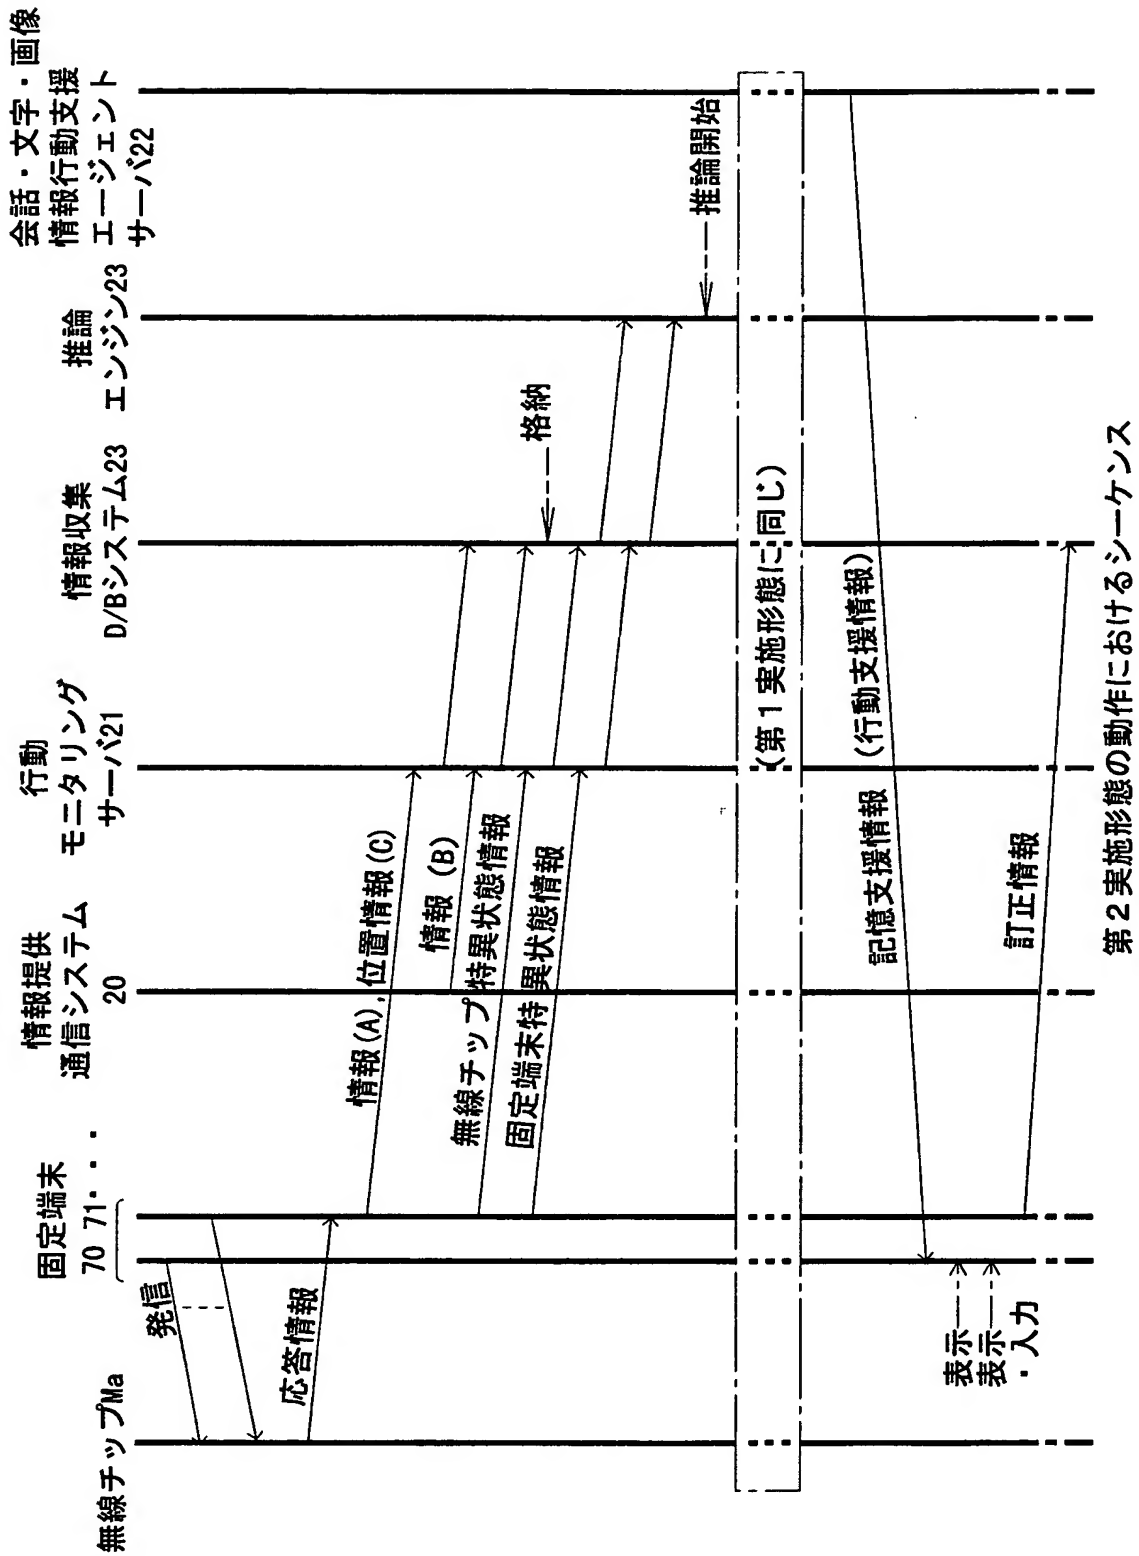 無線チップMa
固定端末
70 71・・・
情報提供
通信システム
20
行動
モニタリング
サーバ21
情報収集
D/Bシステム23
推論
エンジン23
会話・文字・画像
情報行動支援
エージェント
サーバ22
発信
応答情報
情報(A),位置情報(C)
情報 (B)
無線チップ特異状態情報
固定端末特異状態情報
格納
推論開始
(第1実施形態に同じ)
記憶支援情報 (行動支援情報)
表示
表示
・入力
訂正情報
第2実施形態の動作におけるシーケンス